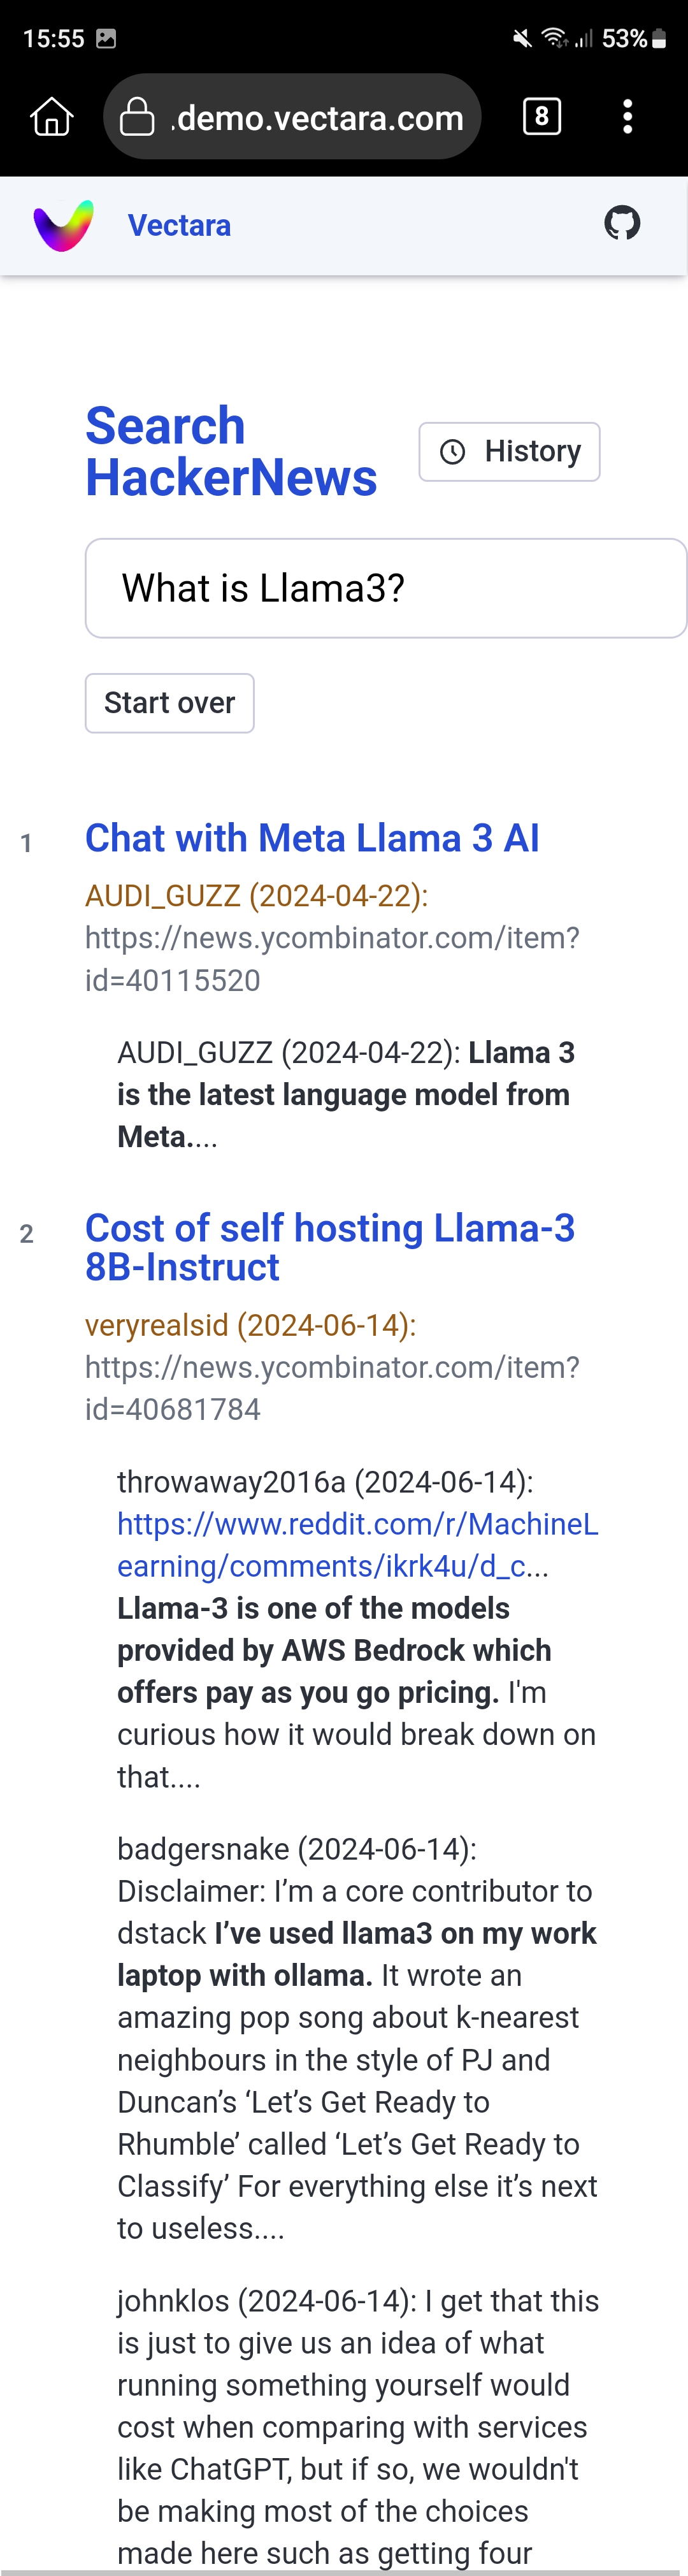 15:55 53%
.demo.vectara.com 8
Vectara
Search
HackerNews
History
What is Llama3?
Start over
1 Chat with Meta Llama 3 AI
AUDI_GUZZ (2024-04-22):
https://news.ycombinator.com/item?
id=40115520
AUDI_GUZZ (2024-04-22): Llama 3
is the latest language model from
Meta....
2 Cost of self hosting Llama-3
8B-Instruct
veryrealsid (2024-06-14):
https://news.ycombinator.com/item?
id=40681784
throwaway2016a (2024-06-14):
https://www.reddit.com/r/MachineL
earning/comments/ikrk4u/d_c...
Llama-3 is one of the models
provided by AWS Bedrock which
offers pay as you go pricing. I'm
curious how it would break down on
that....
badgersnake (2024-06-14):
Disclaimer: I’m a core contributor to
dstack I’ve used llama3 on my work
laptop with ollama. It wrote an
amazing pop song about k-nearest
neighbours in the style of PJ and
Duncan’s ‘Let’s Get Ready to
Rhumble’ called ‘Let’s Get Ready to
Classify’ For everything else it’s next
to useless....
johnklos (2024-06-14): I get that this
is just to give us an idea of what
running something yourself would
cost when comparing with services
like ChatGPT, but if so, we wouldn't
be making most of the choices
made here such as getting four